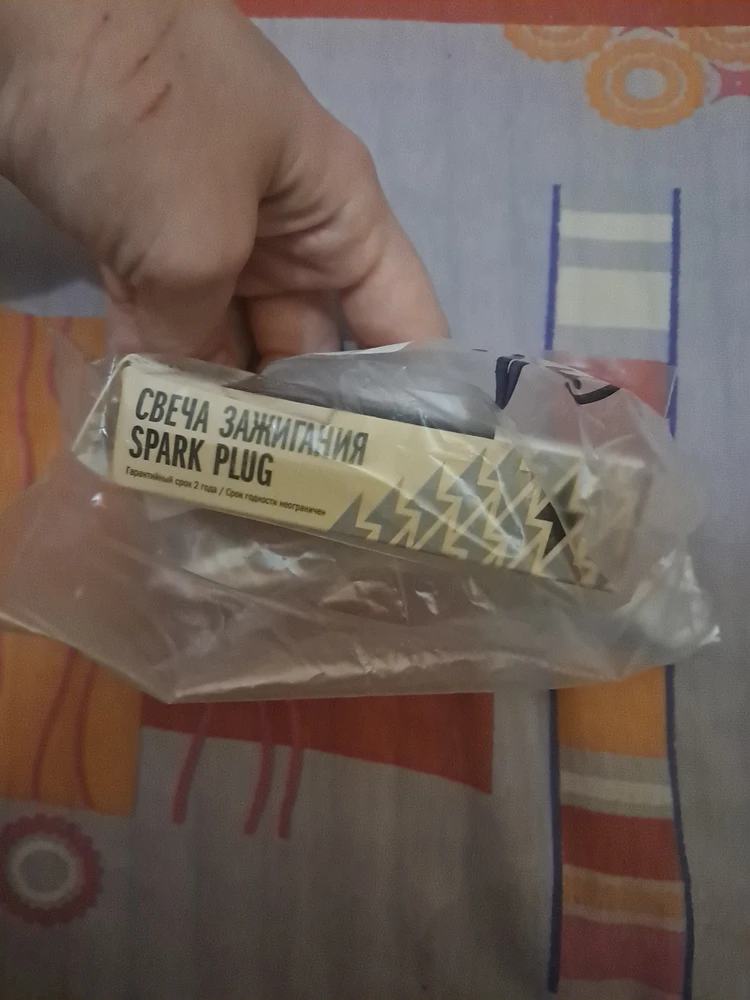 СВЕЧА ЗАЖИГАНИЯ
SPARK PLUG
Гарантийный срок 2 года / Срок годности неограничен